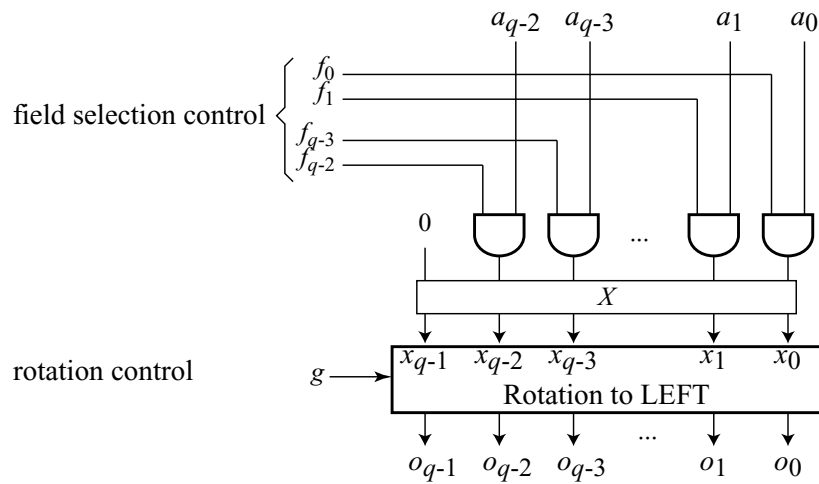 a_{q-2} a_{q-3} a_1 a_0
f_0
f_1
field selection control
f_{q-3}
f_{q-2}
0 ...
X
x_{q-1} x_{q-2} x_{q-3} x_1 x_0
rotation control g
Rotation to LEFT
...
o_{q-1} o_{q-2} o_{q-3} o_1 o_0